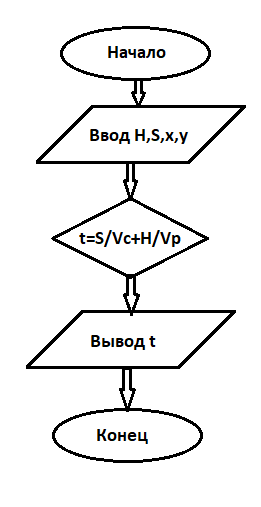 Начало
Ввод H,S,x,y
t=S/Vc+H/Vp
Вывод t
Конец